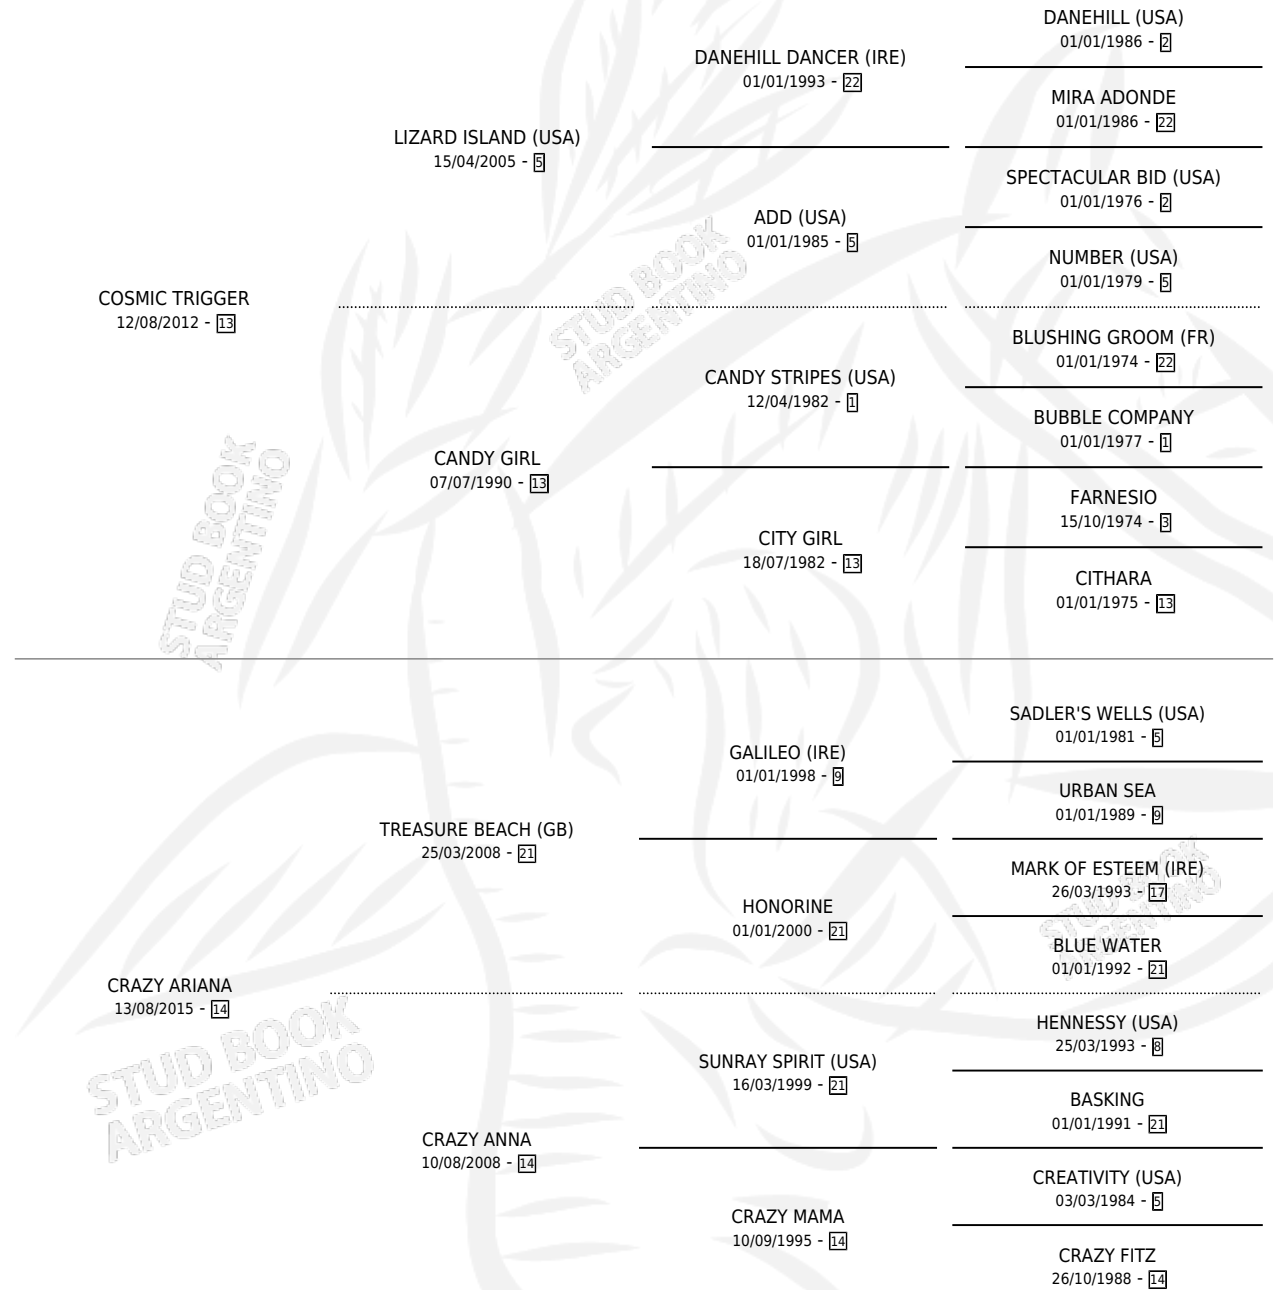 DANEHILL (USA)
01/01/1986 - 2
DANEHILL DANCER (IRE)
01/01/1993 - 22
MIRA ADONDE
01/01/1986 - 22
LIZARD ISLAND (USA)
15/04/2005 - 5
SPECTACULAR BID (USA)
01/01/1976 - 2
ADD (USA)
01/01/1985 - 5
NUMBER (USA)
01/01/1979 - 5
COSMIC TRIGGER
12/08/2012 - 13
BLUSHING GROOM (FR)
01/01/1974 - 22
CANDY STRIPES (USA)
12/04/1982 - 1
BUBBLE COMPANY
01/01/1977 - 1
CANDY GIRL
07/07/1990 - 13
FARNESIO
15/10/1974 - 3
CITY GIRL
18/07/1982 - 13
CITHARA
01/01/1975 - 13
STUD BOOK
ARGENTINO
STUD BOOK
ARGENTINO
SADLER'S WELLS (USA)
01/01/1981 - 5
GALILEO (IRE)
01/01/1998 - 9
URBAN SEA
01/01/1989 - 9
TREASURE BEACH (GB)
25/03/2008 - 21
MARK OF ESTEEM (IRE)
26/03/1993 - 17
HONORINE
01/01/2000 - 21
BLUE WATER
01/01/1992 - 21
STUD BOOK
ARGENTINO
CRAZY ARIANA
13/08/2015 - 14
HENNESSY (USA)
25/03/1993 - 8
SUNRAY SPIRIT (USA)
16/03/1999 - 21
BASKING
01/01/1991 - 21
CRAZY ANNA
10/08/2008 - 14
CREATIVITY (USA)
03/03/1984 - 5
CRAZY MAMA
10/09/1995 - 14
CRAZY FITZ
26/10/1988 - 14
STUD BOOK
ARGENTINO